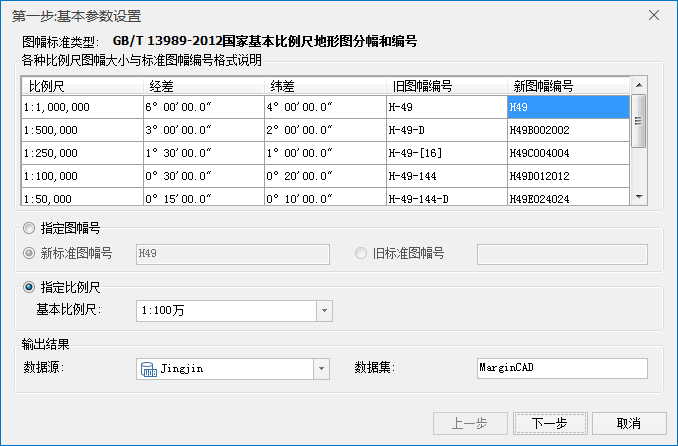 第一步:基本参数设置
图幅标准类型: GB/T 13989-2012国家基本比例尺地形图分幅和编号
各种比例尺图幅大小与标准图幅编号格式说明
比例尺 经差 纬差 旧图幅编号 新图幅编号
1:1,000,000 6° 00′00.0″ 4° 00′00.0″ H-49 H49
1:500,000 3° 00′00.0″ 2° 00′00.0″ H-49-D H49B002002
1:250,000 1° 30′00.0″ 1° 00′00.0″ H-49-[16] H49C004004
1:100,000 0° 30′00.0″ 0° 20′00.0″ H-49-144 H49D012012
1:50,000 0° 15′00.0″ 0° 10′00.0″ H-49-144-D H49E024024
指定图幅号
新标准图幅号 H49 旧标准图幅号
指定比例尺
基本比例尺: 1:100万
输出结果
数据源: Jingjin 数据集: MarginCAD
上一步 下一步 取消